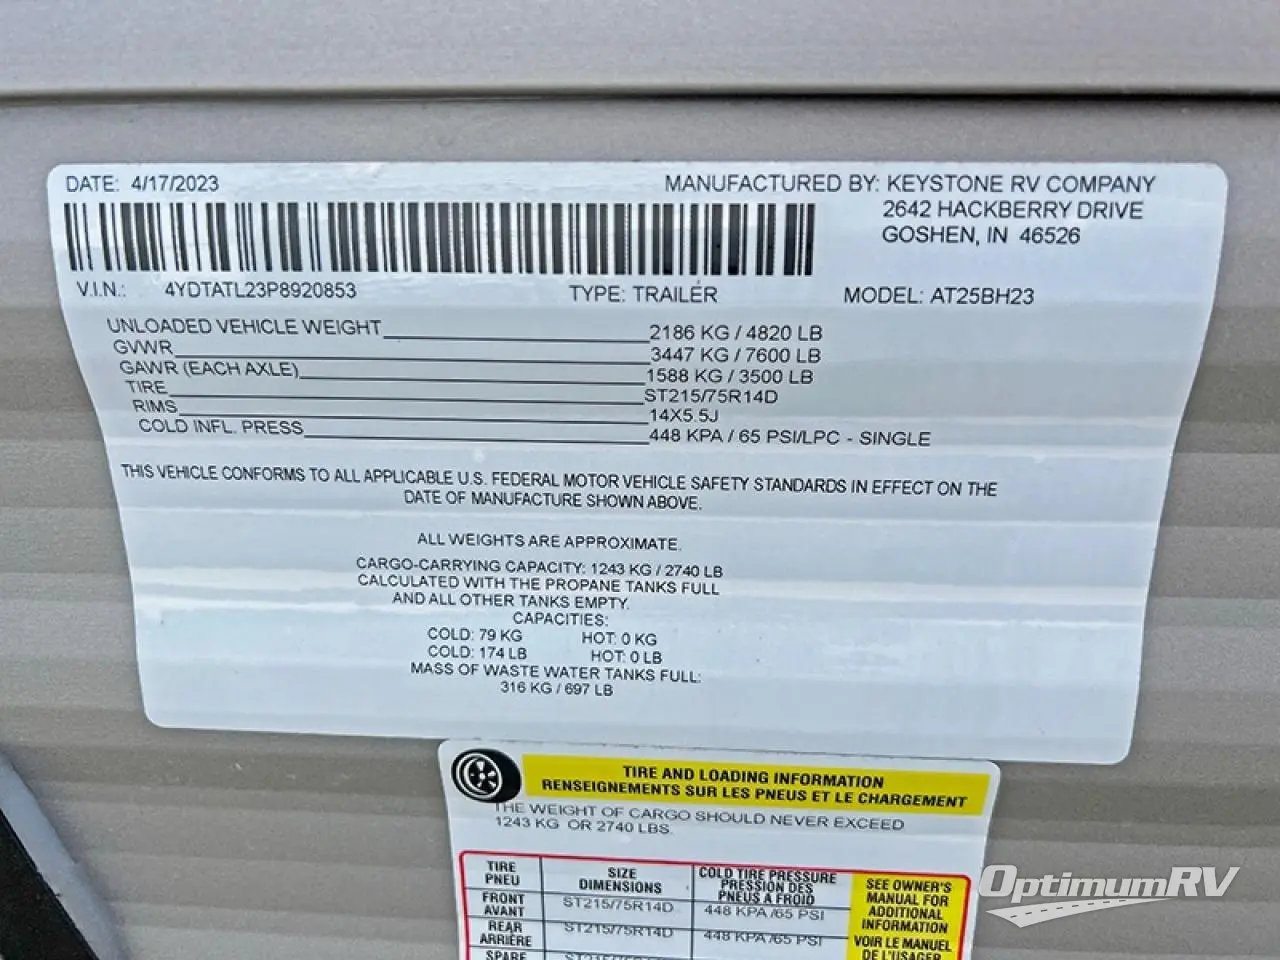 DATE: 4/17/2023
MANUFACTURED BY: KEYSTONE RV COMPANY
2642 HACKBERRY DRIVE
GOSHEN, IN 46526
V.I.N.: 4YDTATL23P8920853 TYPE: TRAILER MODEL: AT25BH23
UNLOADED VEHICLE WEIGHT 2186 KG / 4820 LB
GVWR 3447 KG / 7600 LB
GAWR (EACH AXLE) 1588 KG / 3500 LB
TIRE ST215/75R14D
RIMS 14X5.5J
COLD INFL. PRESS 448 KPA / 65 PSI/LPC - SINGLE
THIS VEHICLE CONFORMS TO ALL APPLICABLE U.S. FEDERAL MOTOR VEHICLE SAFETY STANDARDS IN EFFECT ON THE
DATE OF MANUFACTURE SHOWN ABOVE.
ALL WEIGHTS ARE APPROXIMATE.
CARGO-CARRYING CAPACITY: 1243 KG / 2740 LB
CALCULATED WITH THE PROPANE TANKS FULL
AND ALL OTHER TANKS EMPTY.
CAPACITIES:
COLD: 79 KG HOT: 0 KG
COLD: 174 LB HOT: 0 LB
MASS OF WASTE WATER TANKS FULL:
316 KG / 697 LB
TIRE AND LOADING INFORMATION
RENSEIGNEMENTS SUR LES PNEUS ET LE CHARGEMENT
THE WEIGHT OF CARGO SHOULD NEVER EXCEED
1243 KG OR 2740 LBS.
TIRE
PNEU
SIZE
DIMENSIONS
COLD TIRE PRESSURE
PRESSION DES
PNEUS A FROID
SEE OWNER'S
MANUAL FOR
ADDITIONAL
INFORMATION
VOIR LE MANUEL
DE L'USAGER
FRONT
AVANT
ST215/75R14D
448 KPA /65 PSI
REAR
ARRIÈRE
ST215/75R14D
448 KPA /65 PSI
SPARE
OptimumRV